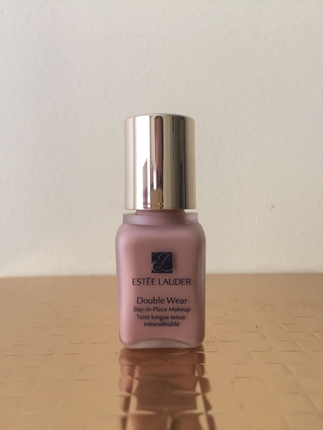 ESTĒE LAUDER
Double Wear
Stay-in-Place Makeup
Teint longue tenue
Intransférable